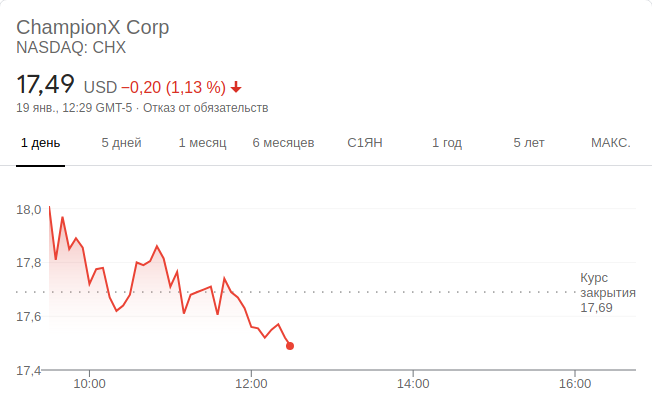 ChampionX Corp
NASDAQ: CHX
17,49 USD −0,20 (1,13 %)
19 янв., 12:29 GMT-5 · Отказ от обязательств
1 день 5 дней 1 месяц 6 месяцев С1ЯН 1 год 5 лет МАКС.
18,0
17,8
Курс
закрытия
17,69
17,6
17,4
10:00 12:00 14:00 16:00